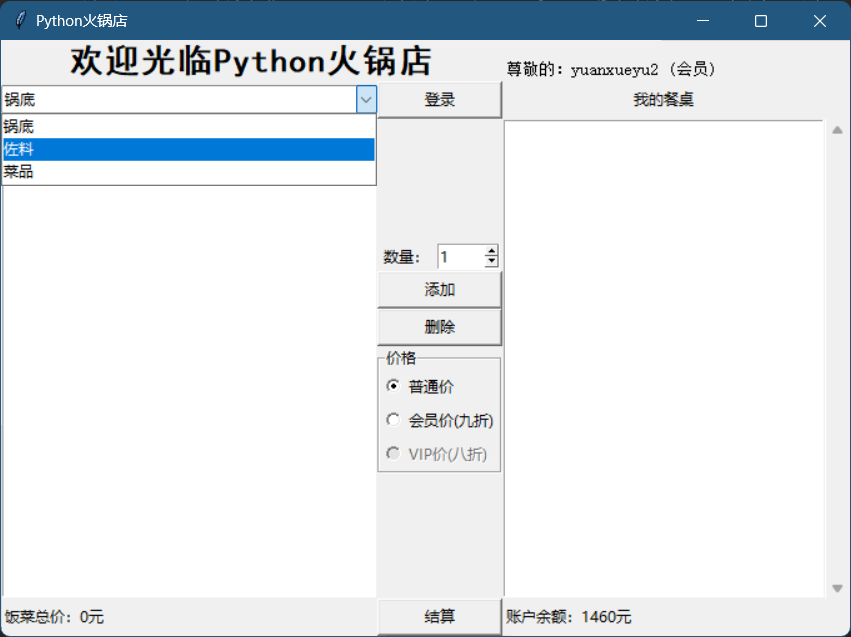 Python火锅店
欢迎光临Python火锅店
尊敬的：yuanxueyu2（会员）
锅底
登录
我的餐桌
锅底
佐料
菜品
数量：
1
添加
删除
价格
普通价
会员价(九折)
VIP价(八折)
饭菜总价：0元
结算
账户余额：1460元